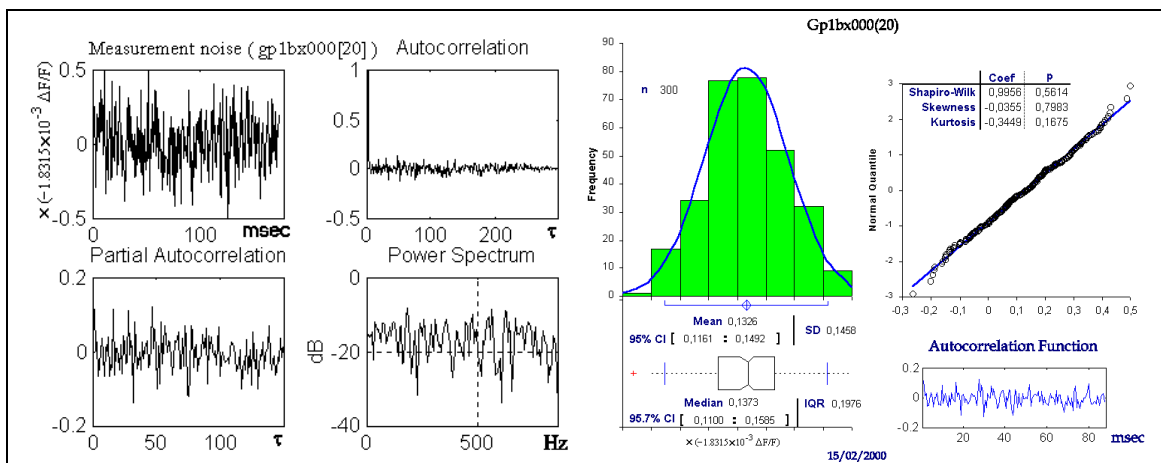 Measurement noise ( gp1bx000[20] )
Autocorrelation
× (−1.8315×10⁻³ ΔF/F)
0.5
0
-0.5
0
100
msec
1
0.5
0
-0.5
0
100
200
τ
Partial Autocorrelation
Power Spectrum
0.2
0
-0.2
0
50
100
τ
dB
0
-20
-40
0
500
Hz
Gp1bx000(20)
Frequency
90
80
70
60
50
40
30
20
10
0
n 300
Mean 0,1326
95% CI [ 0,1161 : 0,1492 ]
SD 0,1458
Median 0,1373
95.7% CI [ 0,1100 : 0,1585 ]
IQR 0,1976
× (−1.8315×10⁻³ ΔF/F)
Coef P
Shapiro-Wilk 0,9956 0,5614
Skewness -0,0355 0,7983
Kurtosis -0,3449 0,1675
Normal Quantile
3
2
1
0
-1
-2
-3
-0,3 -0,2 -0,1 0 0,1 0,2 0,3 0,4 0,5
Autocorrelation Function
0.2
0
-0.2
20 40 60 80
msec
15/02/2000